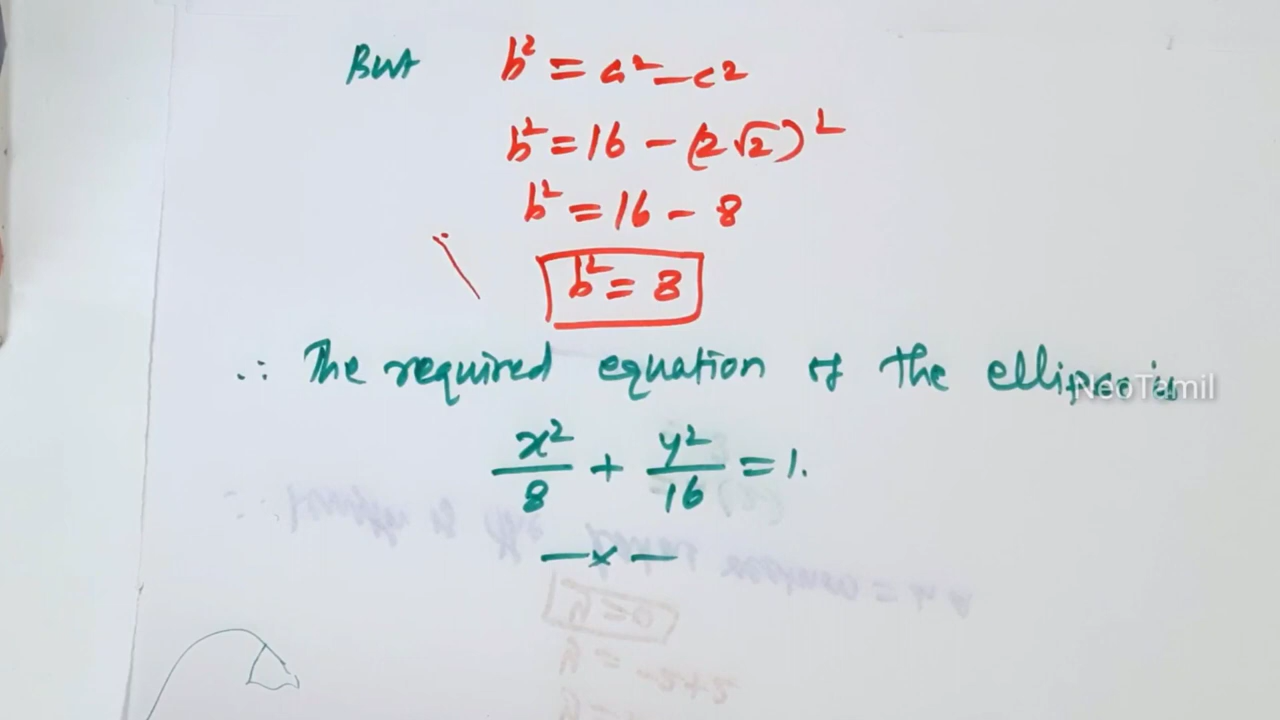 But b² = a² - c²
b² = 16 - (2√2)²
b² = 16 - 8
b² = 8
∴ The required equation of the ellipse is
NeoTamil
x²/8 + y²/16 = 1.
—x—